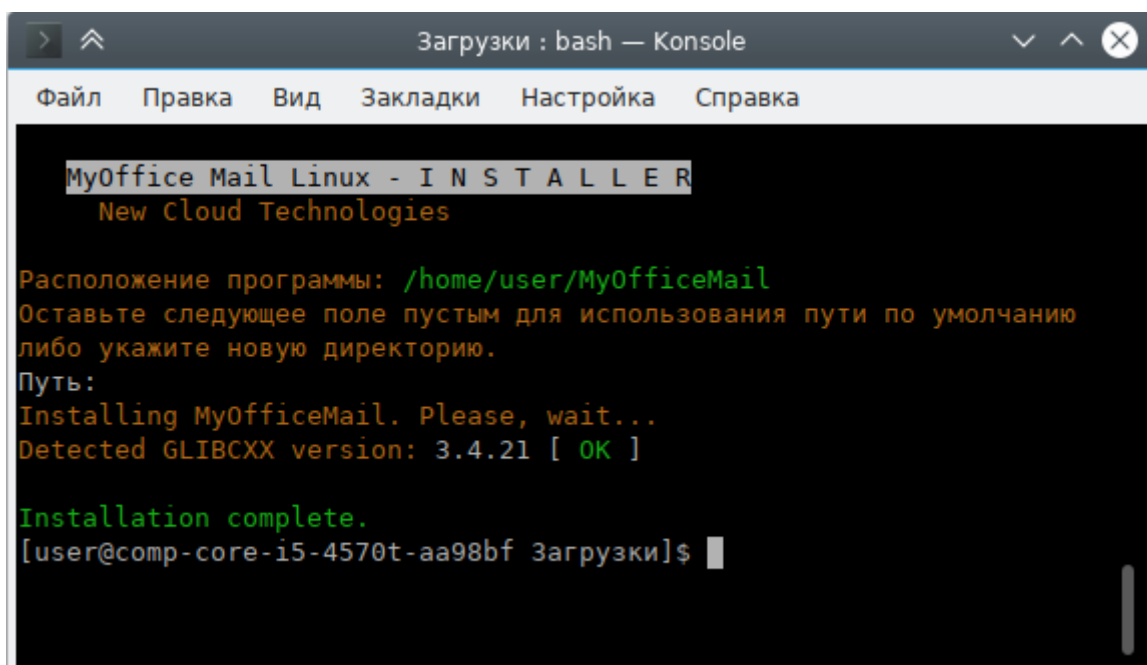 Загрузки : bash — Konsole
Файл Правка Вид Закладки Настройка Справка
MyOffice Mail Linux - I N S T A L L E R
New Cloud Technologies
Расположение программы: /home/user/MyOfficeMail
Оставьте следующее поле пустым для использования пути по умолчанию
либо укажите новую директорию.
Путь:
Installing MyOfficeMail. Please, wait...
Detected GLIBCXX version: 3.4.21 [ OK ]
Installation complete.
[user@comp-core-i5-4570t-aa98bf Загрузки]$